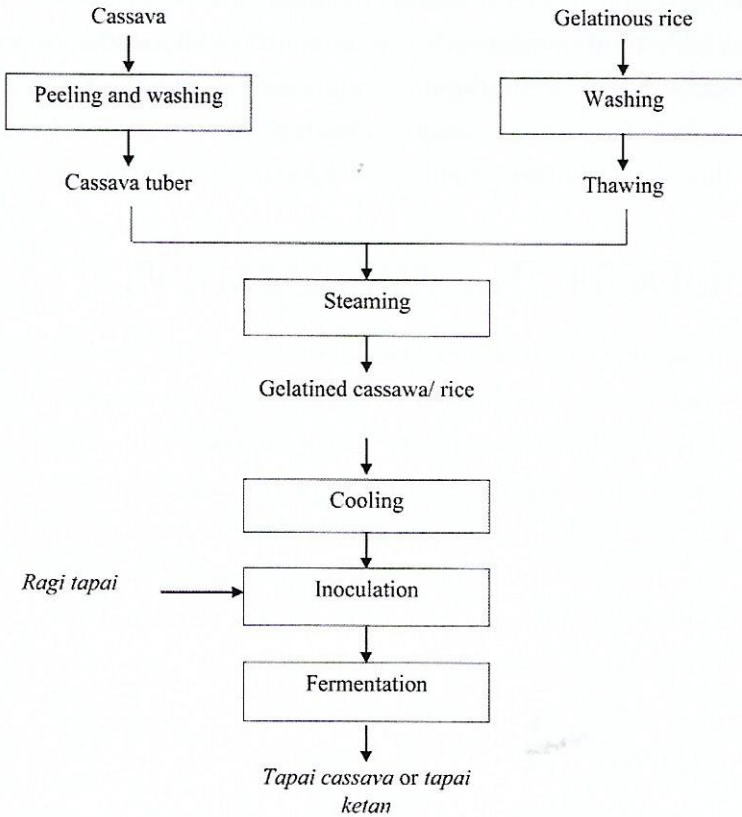 Cassava
Gelatinous rice
Peeling and washing
Washing
Cassava tuber
Thawing
Steaming
Gelatined cassawa/ rice
Cooling
Ragi tapai
Inoculation
Fermentation
Tapai cassava or tapai
ketan